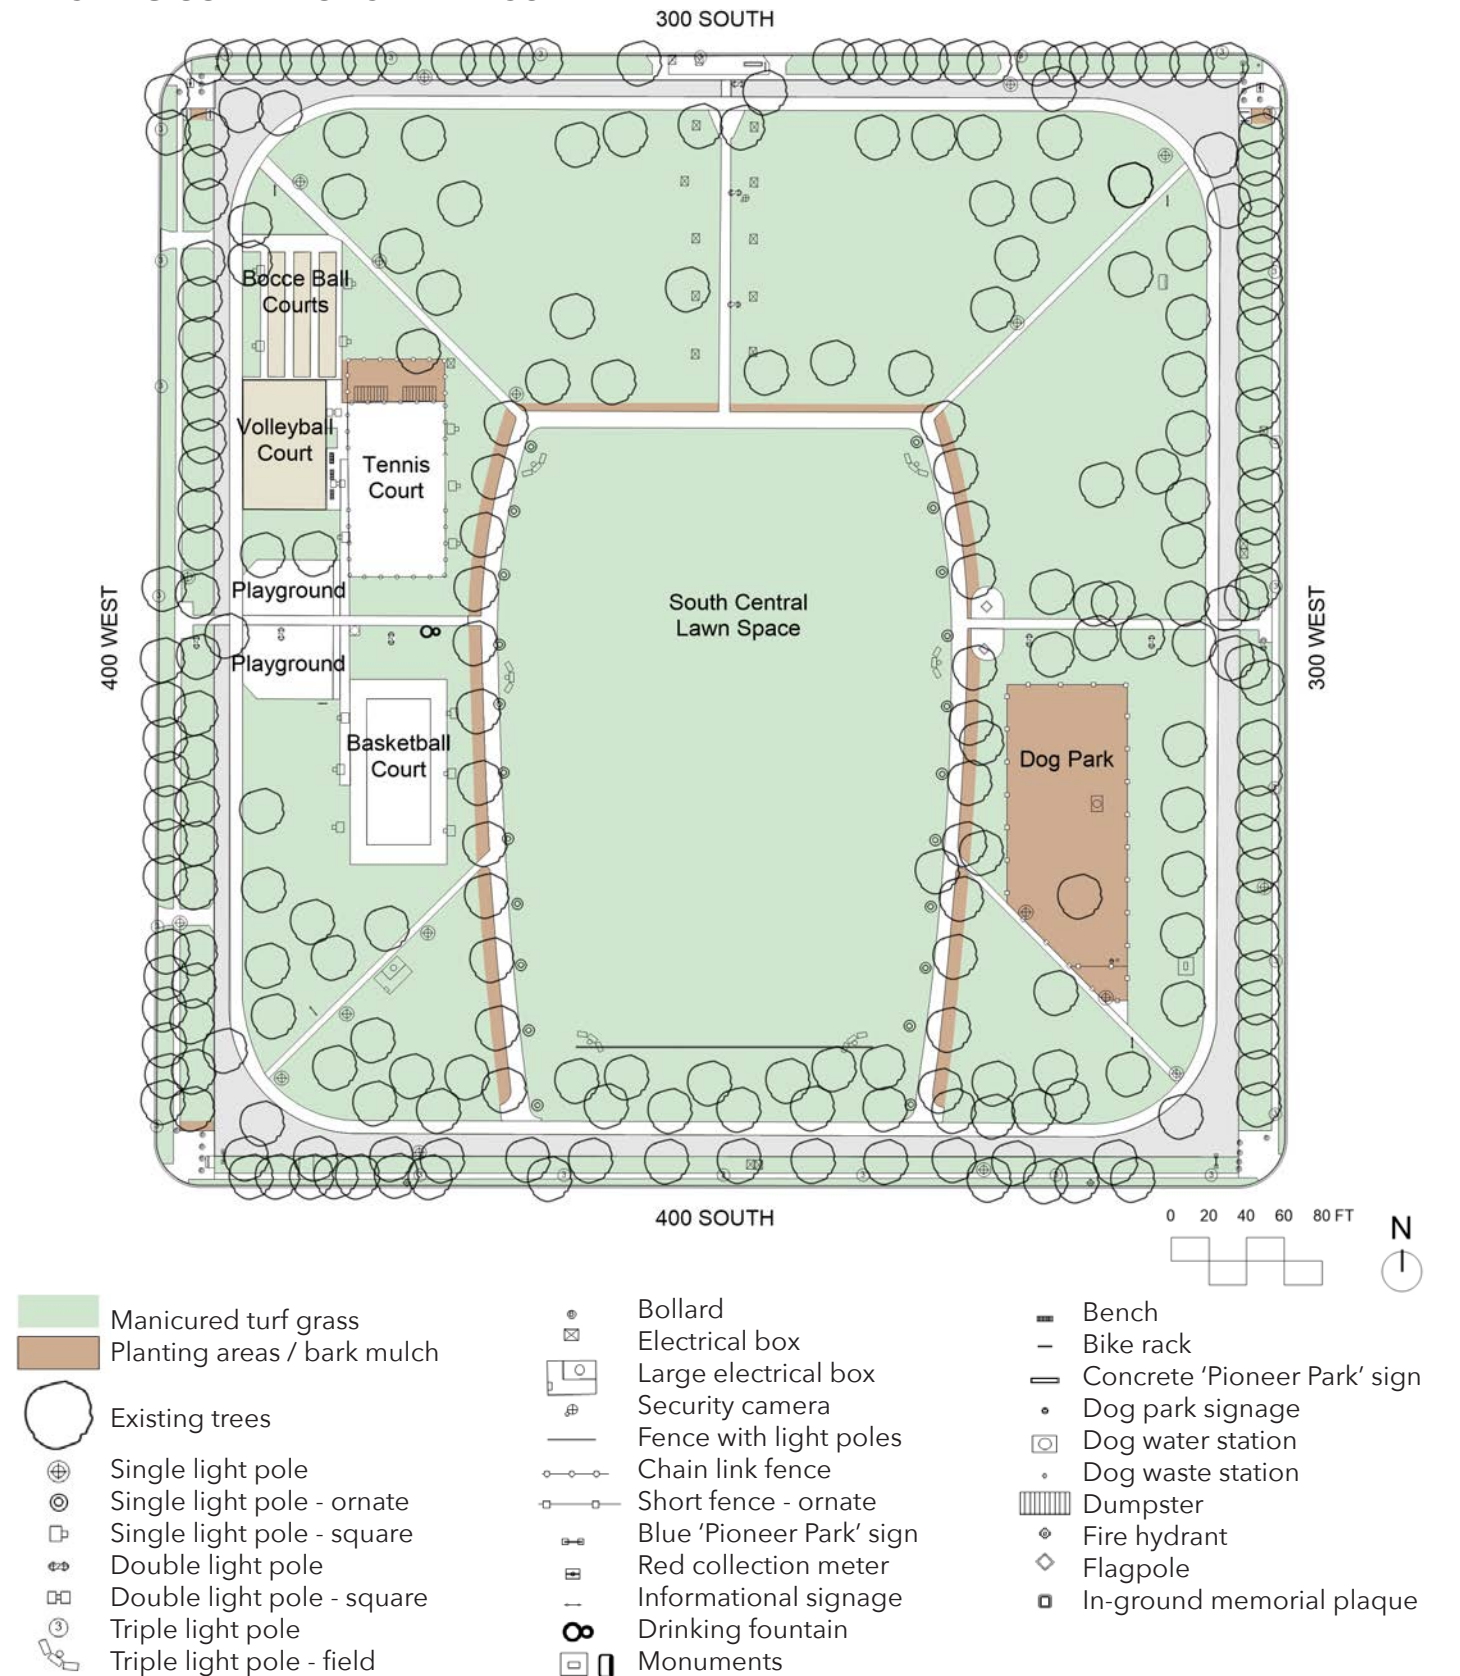 300 SOUTH
Bocce Ball
Courts
Volleyball
Court
Tennis
Court
Playground
Playground
South Central
Lawn Space
400 WEST
300 WEST
Basketball
Court
Dog Park
400 SOUTH
0 20 40 60 80 FT
N
Manicured turf grass
Planting areas / bark mulch
Existing trees
Single light pole
Single light pole - ornate
Single light pole - square
Double light pole
Double light pole - square
3 Triple light pole
Triple light pole - field
Bollard
Electrical box
Large electrical box
Security camera
Fence with light poles
Chain link fence
Short fence - ornate
Blue ‘Pioneer Park’ sign
Red collection meter
Informational signage
Drinking fountain
Monuments
Bench
Bike rack
Concrete ‘Pioneer Park’ sign
Dog park signage
Dog water station
Dog waste station
Dumpster
Fire hydrant
Flagpole
In-ground memorial plaque